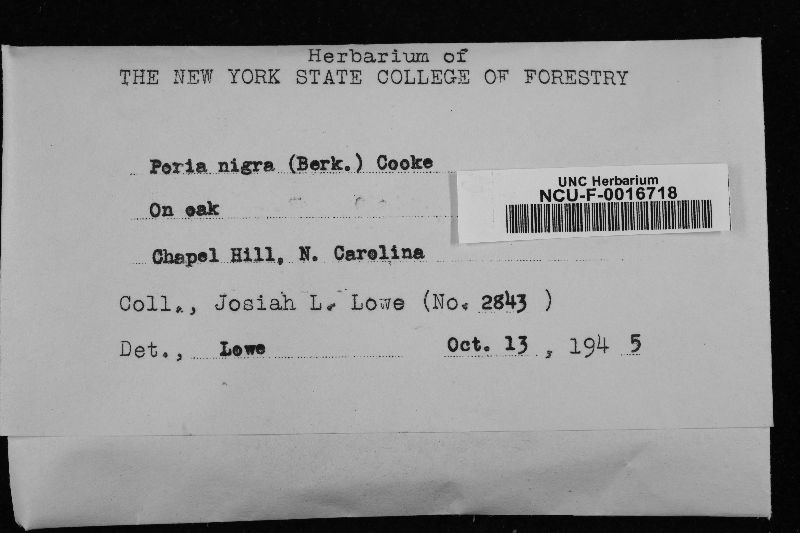 Herbarium of
THE NEW YORK STATE COLLEGE OF FORESTRY
Poria nigra (Berk.) Cooke
UNC Herbarium
NCU-F-0016718
On oak
Chapel Hill, N. Carolina
Coll., Josiah L. Lowe (No. 2843 )
Det., Lowe Oct. 13 , 194 5